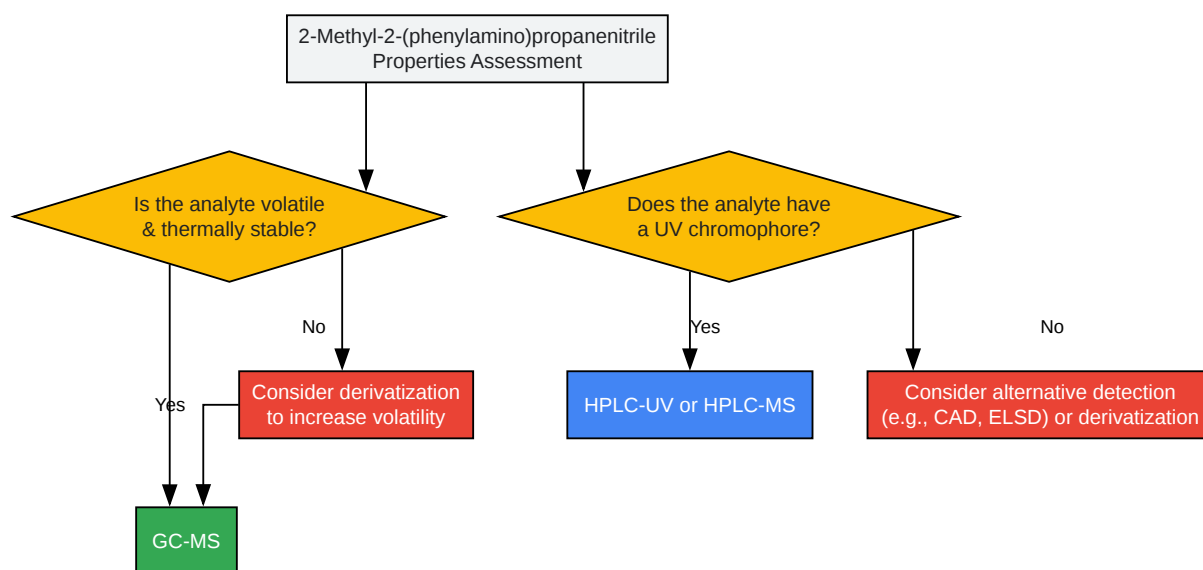 2-Methyl-2-(phenylamino)propanenitrile
Properties Assessment
Is the analyte volatile
& thermally stable?
Does the analyte have
a UV chromophore?
No
Yes
No
Consider derivatization
to increase volatility
Yes
HPLC-UV or HPLC-MS
Consider alternative detection
(e.g., CAD, ELSD) or derivatization
GC-MS